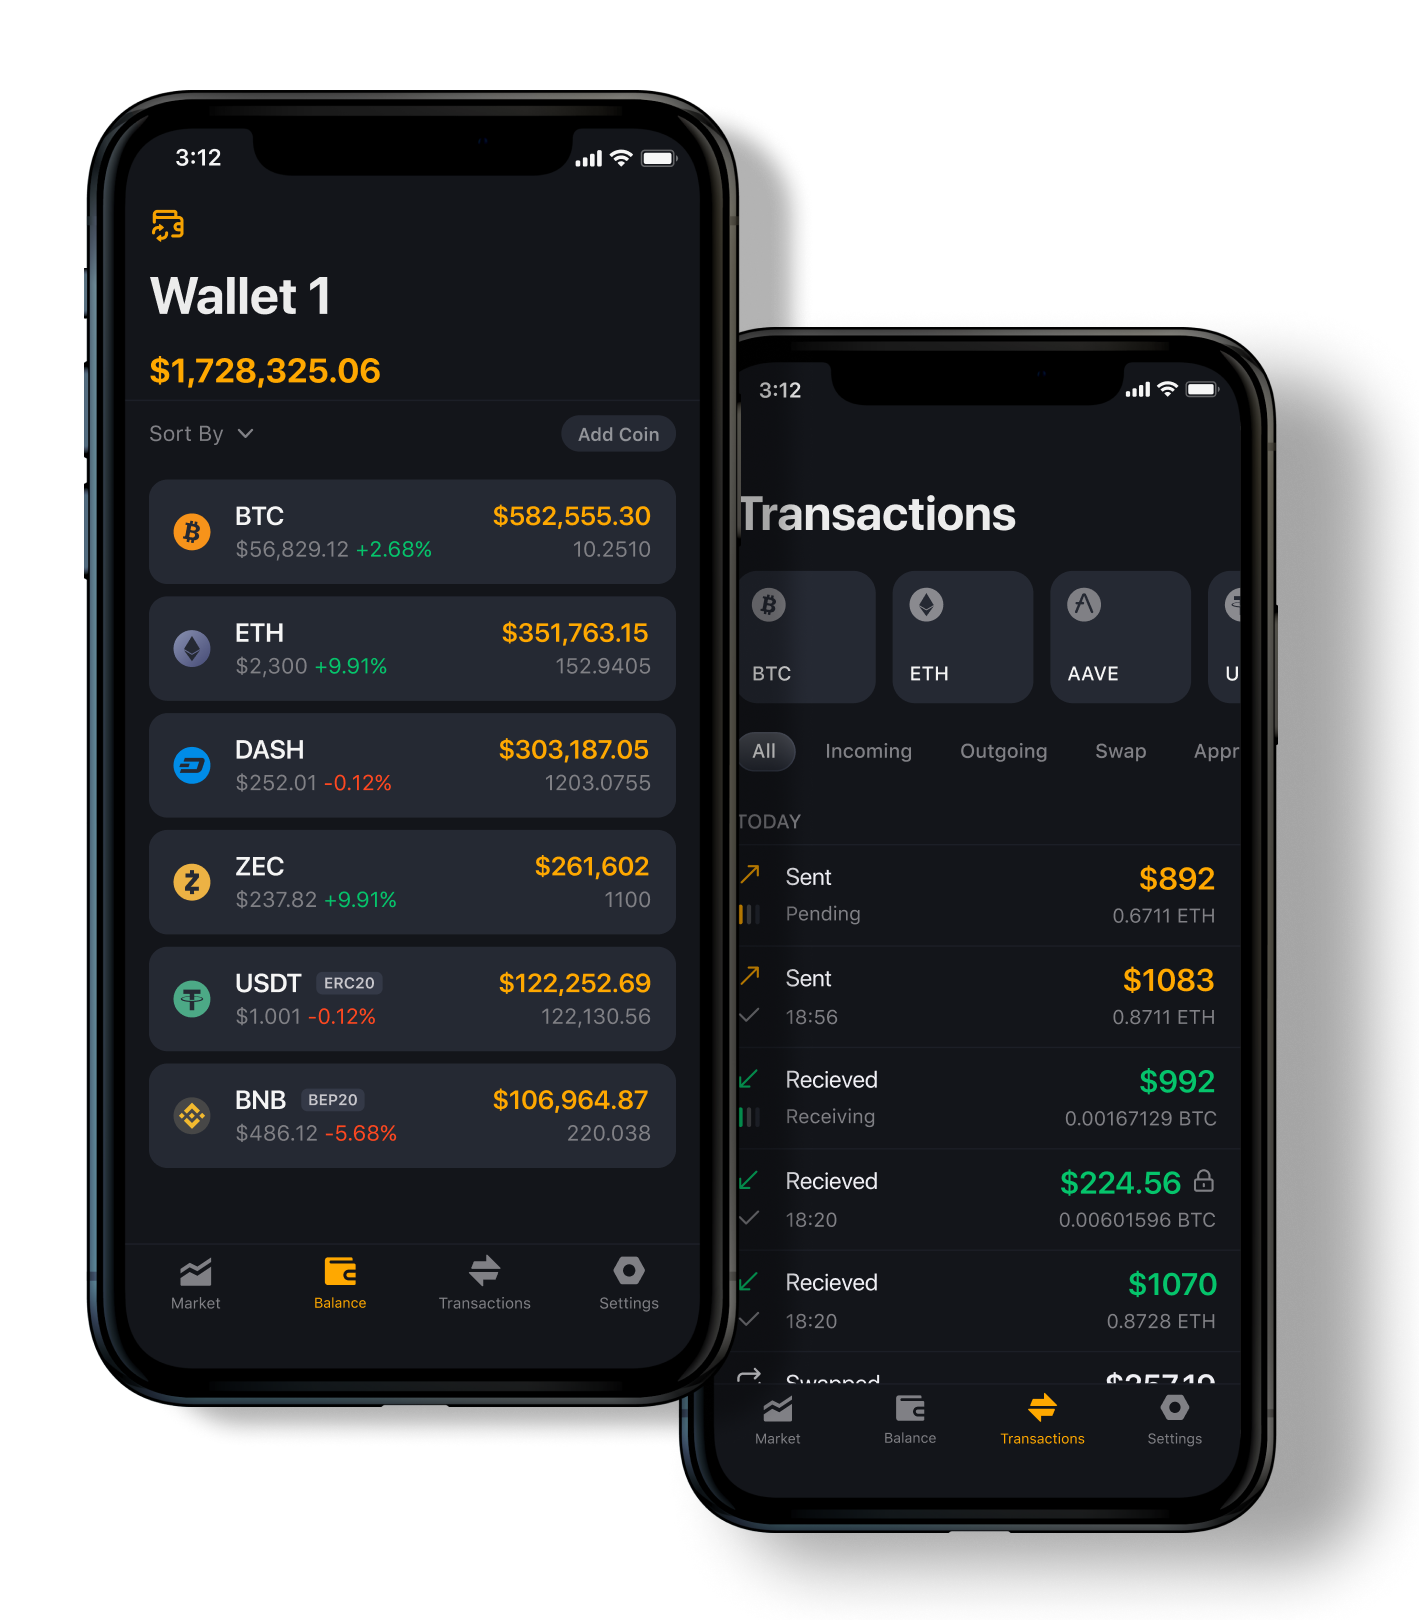 3:12
Wallet 1
$1,728,325.06
Sort By
Add Coin
BTC
$582,555.30
$56,829.12 +2.68%
10.2510
ETH
$351,763.15
$2,300 +9.91%
152.9405
DASH
$303,187.05
$252.01 -0.12%
1203.0755
ZEC
$261,602
$237.82 +9.91%
1100
USDT ERC20
$122,252.69
$1.001 -0.12%
122,130.56
BNB BEP20
$106,964.87
$486.12 -5.68%
220.038
Market
Balance
Transactions
Settings
3:12
Transactions
BTC
ETH
AAVE
U
All
Incoming
Outgoing
Swap
Appr
TODAY
Sent
$892
Pending
0.6711 ETH
Sent
$1083
18:56
0.8711 ETH
Recieved
$992
Receiving
0.00167129 BTC
Recieved
$224.56
18:20
0.00601596 BTC
Recieved
$1070
18:20
0.8728 ETH
Swapped
$257.19
Market
Balance
Transactions
Settings